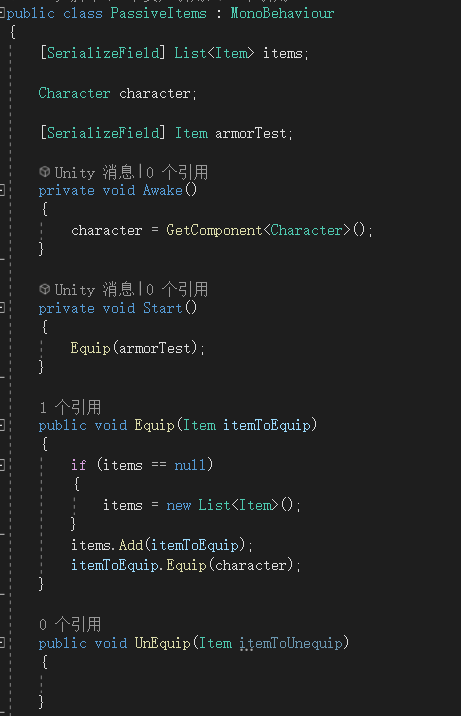 public class PassiveItems : MonoBehaviour
{
[SerializeField] List<Item> items;
Character character;
[SerializeField] Item armorTest;
Unity 消息|0 个引用
private void Awake()
{
character = GetComponent<Character>();
}
Unity 消息|0 个引用
private void Start()
{
Equip(armorTest);
}
1 个引用
public void Equip(Item itemToEquip)
{
if (items == null)
{
items = new List<Item>();
}
items.Add(itemToEquip);
itemToEquip.Equip(character);
}
0 个引用
public void UnEquip(Item itemToUnequip)
{
}